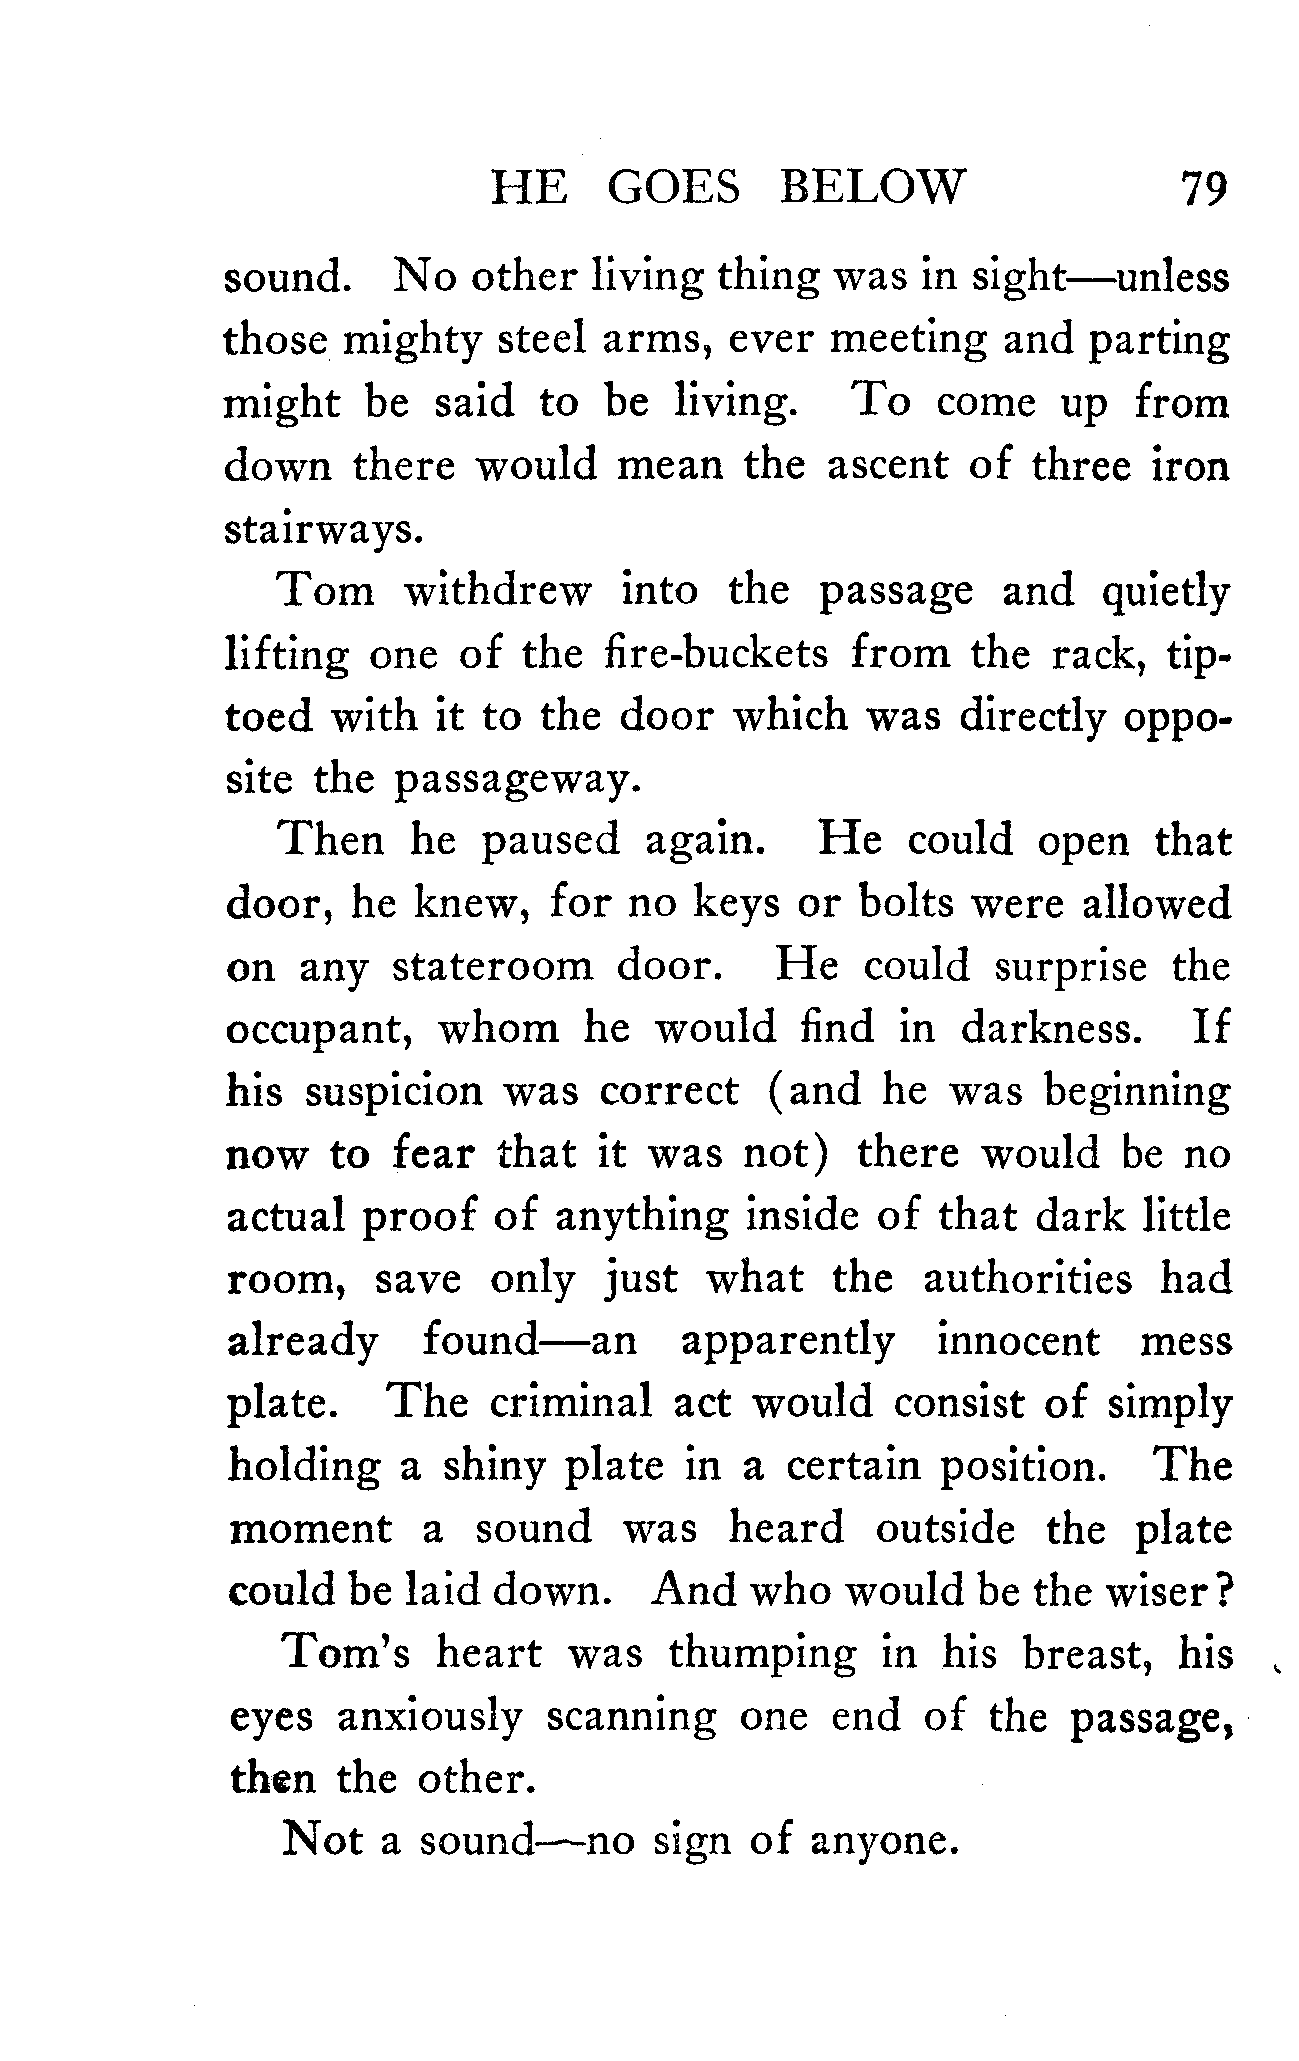 HE GOES BELOW 79
sound. No other living thing was in sight—unless
those mighty steel arms, ever meeting and parting
might be said to be living. To come up from
down there would mean the ascent of three iron
stairways.
Tom withdrew into the passage and quietly
lifting one of the fire-buckets from the rack, tip-
toed with it to the door which was directly oppo-
site the passageway.
Then he paused again. He could open that
door, he knew, for no keys or bolts were allowed
on any stateroom door. He could surprise the
occupant, whom he would find in darkness. If
his suspicion was correct (and he was beginning
now to fear that it was not) there would be no
actual proof of anything inside of that dark little
room, save only just what the authorities had
already found—an apparently innocent mess
plate. The criminal act would consist of simply
holding a shiny plate in a certain position. The
moment a sound was heard outside the plate
could be laid down. And who would be the wiser?
Tom's heart was thumping in his breast, his
eyes anxiously scanning one end of the passage,
then the other.
Not a sound—no sign of anyone.